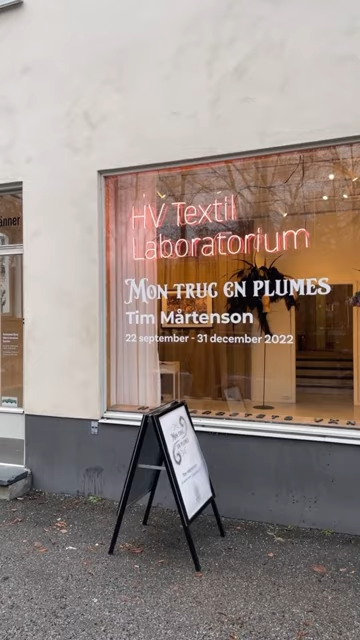 HV Textil
Laboratorium
Mon truc en plumes
Tim Mårtenson
22 september - 31 december 2022